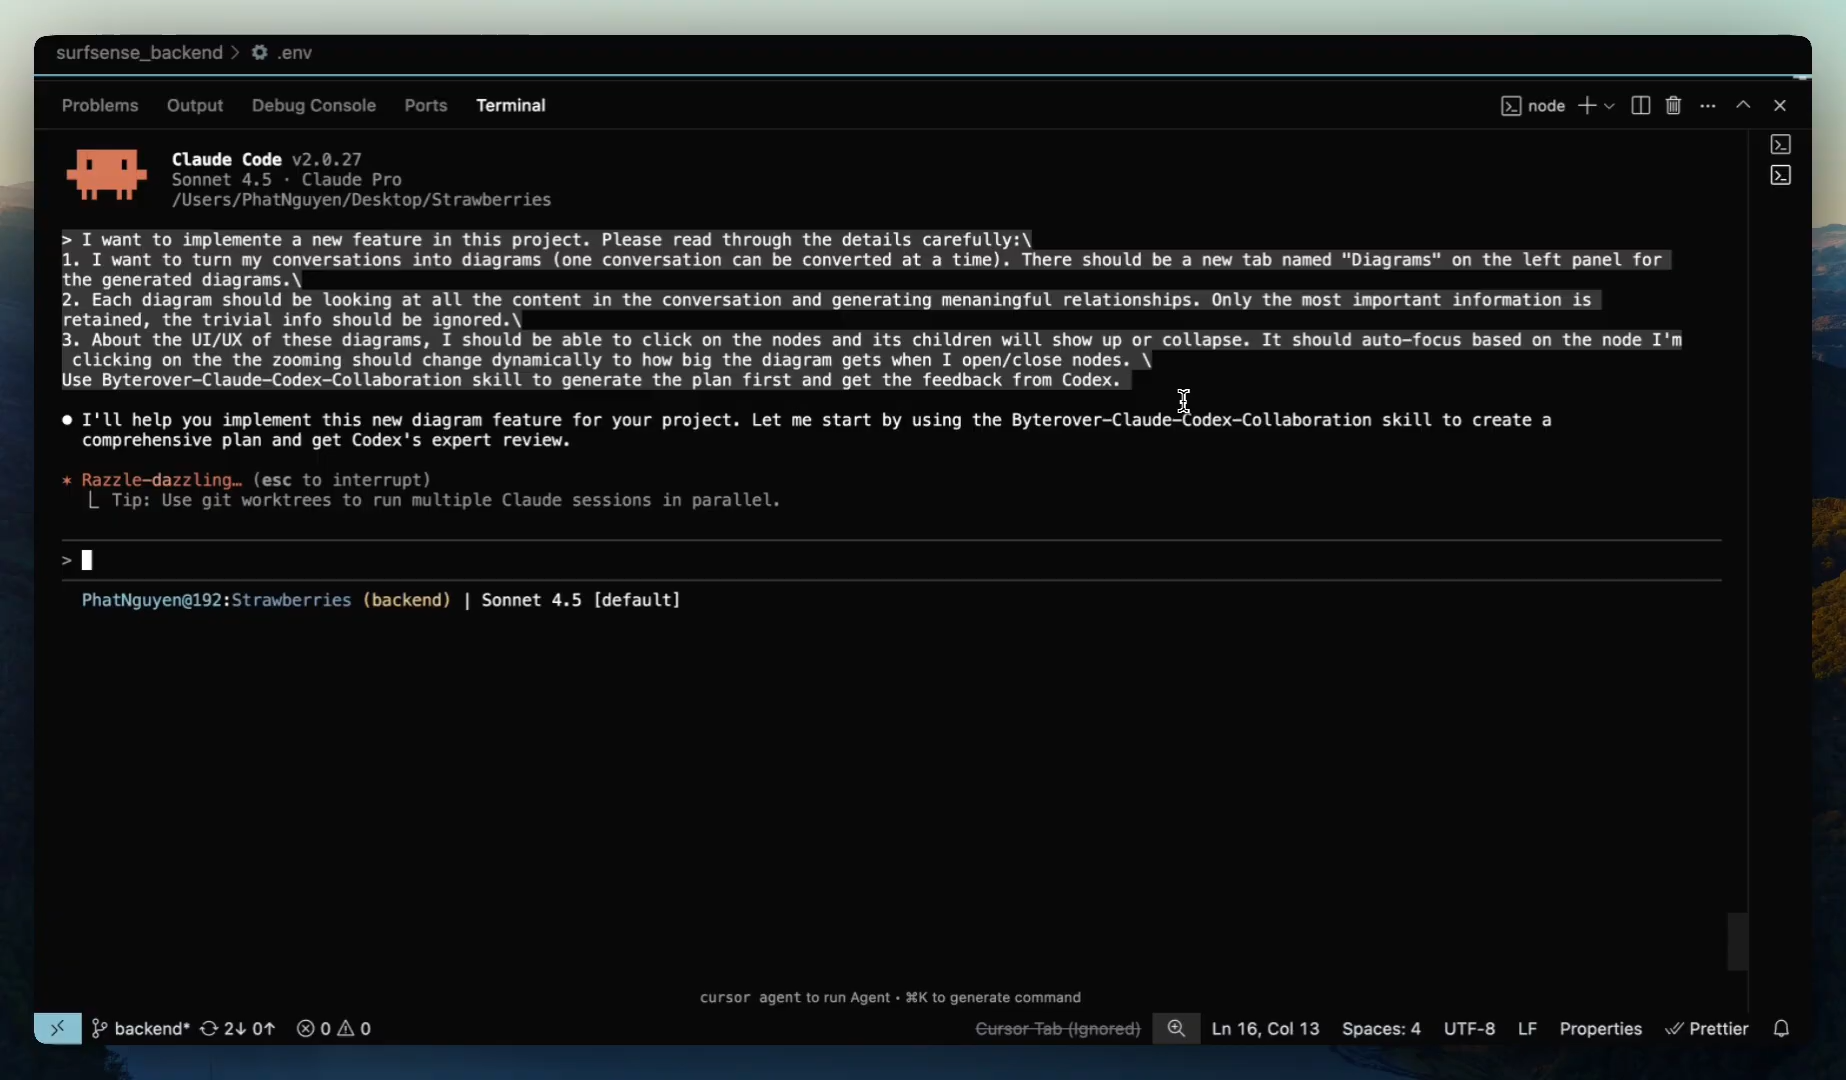 surfsense_backend > .env
Problems Output Debug Console Ports Terminal
node
Claude Code v2.0.27
Sonnet 4.5 · Claude Pro
/Users/PhatNguyen/Desktop/Strawberries
> I want to implemente a new feature in this project. Please read through the details carefully:\
1. I want to turn my conversations into diagrams (one conversation can be converted at a time). There should be a new tab named "Diagrams" on the left panel for
the generated diagrams.\
2. Each diagram should be looking at all the content in the conversation and generating menaningful relationships. Only the most important information is
retained, the trivial info should be ignored.\
3. About the UI/UX of these diagrams, I should be able to click on the nodes and its children will show up or collapse. It should auto-focus based on the node I'm
clicking on the the zooming should change dynamically to how big the diagram gets when I open/close nodes. \
Use Byterover-Claude-Codex-Collaboration skill to generate the plan first and get the feedback from Codex.
● I'll help you implement this new diagram feature for your project. Let me start by using the Byterover-Claude-Codex-Collaboration skill to create a
comprehensive plan and get Codex's expert review.
* Razzle-dazzling… (esc to interrupt)
⎿ Tip: Use git worktrees to run multiple Claude sessions in parallel.
>
PhatNguyen@192:Strawberries (backend) | Sonnet 4.5 [default]
cursor agent to run Agent • ⌘K to generate command
backend* 2↓ 0↑ 0 0 Cursor Tab (Ignored) Ln 16, Col 13 Spaces: 4 UTF-8 LF Properties Prettier